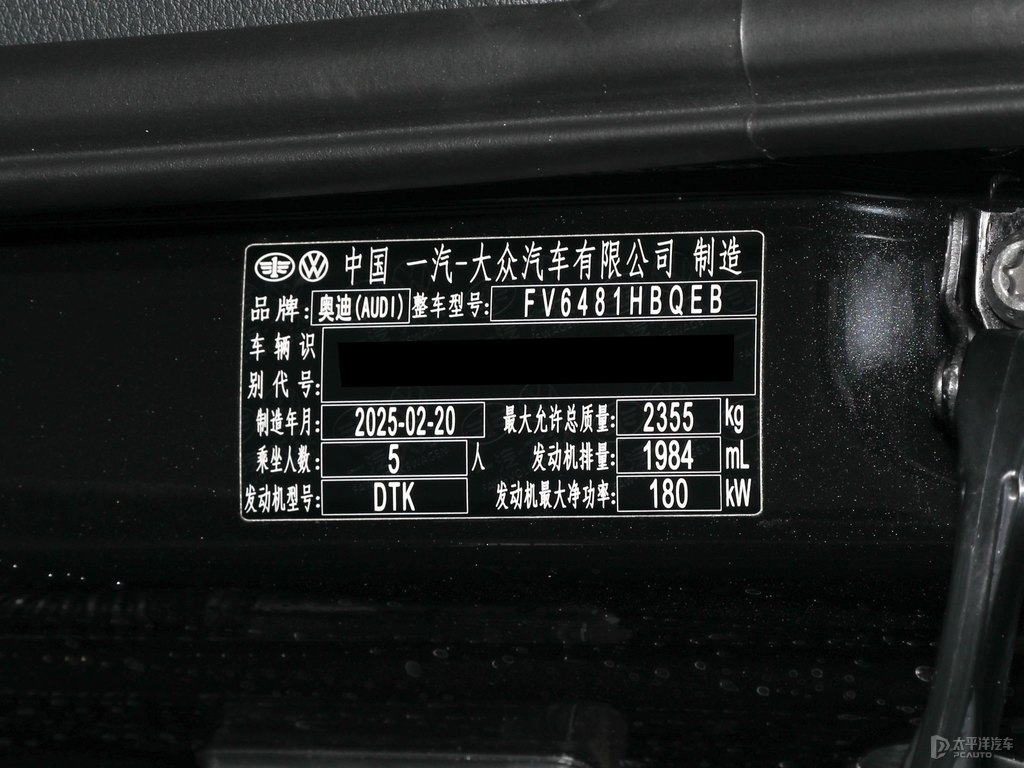 中国 一汽-大众汽车有限公司 制造
品牌: 奥迪(AUDI) 整车型号: FV6481HBQEB
车辆识
别代号:
制造年月: 2025-02-20 最大允许总质量: 2355 kg
乘坐人数: 5 人 发动机排量: 1984 mL
发动机型号: DTK 发动机最大净功率: 180 kW
太平洋汽车
PCAUTO